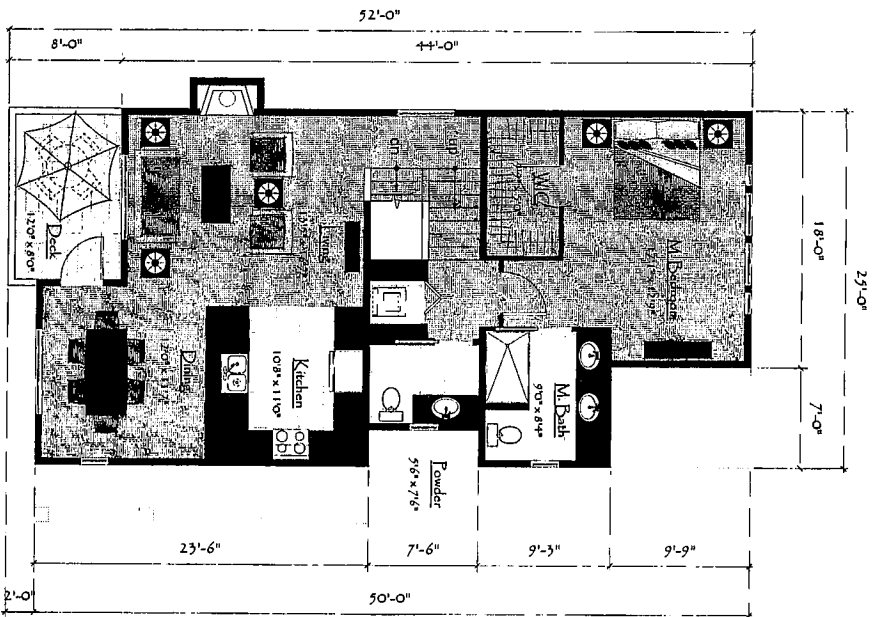 52'-0"
8'-0"
44'-0"
Deck
12'0" x 8'0"
Living
up
W.I.C.
M. Bedroom
18'-0"
25'-0"
7'-0"
Dining
Kitchen
10'8" x 11'0"
M. Bath
9'0" x 8'4"
Powder
5'6" x 7'6"
23'-6"
7'-6"
9'-3"
9'-9"
2'-0"
50'-0"